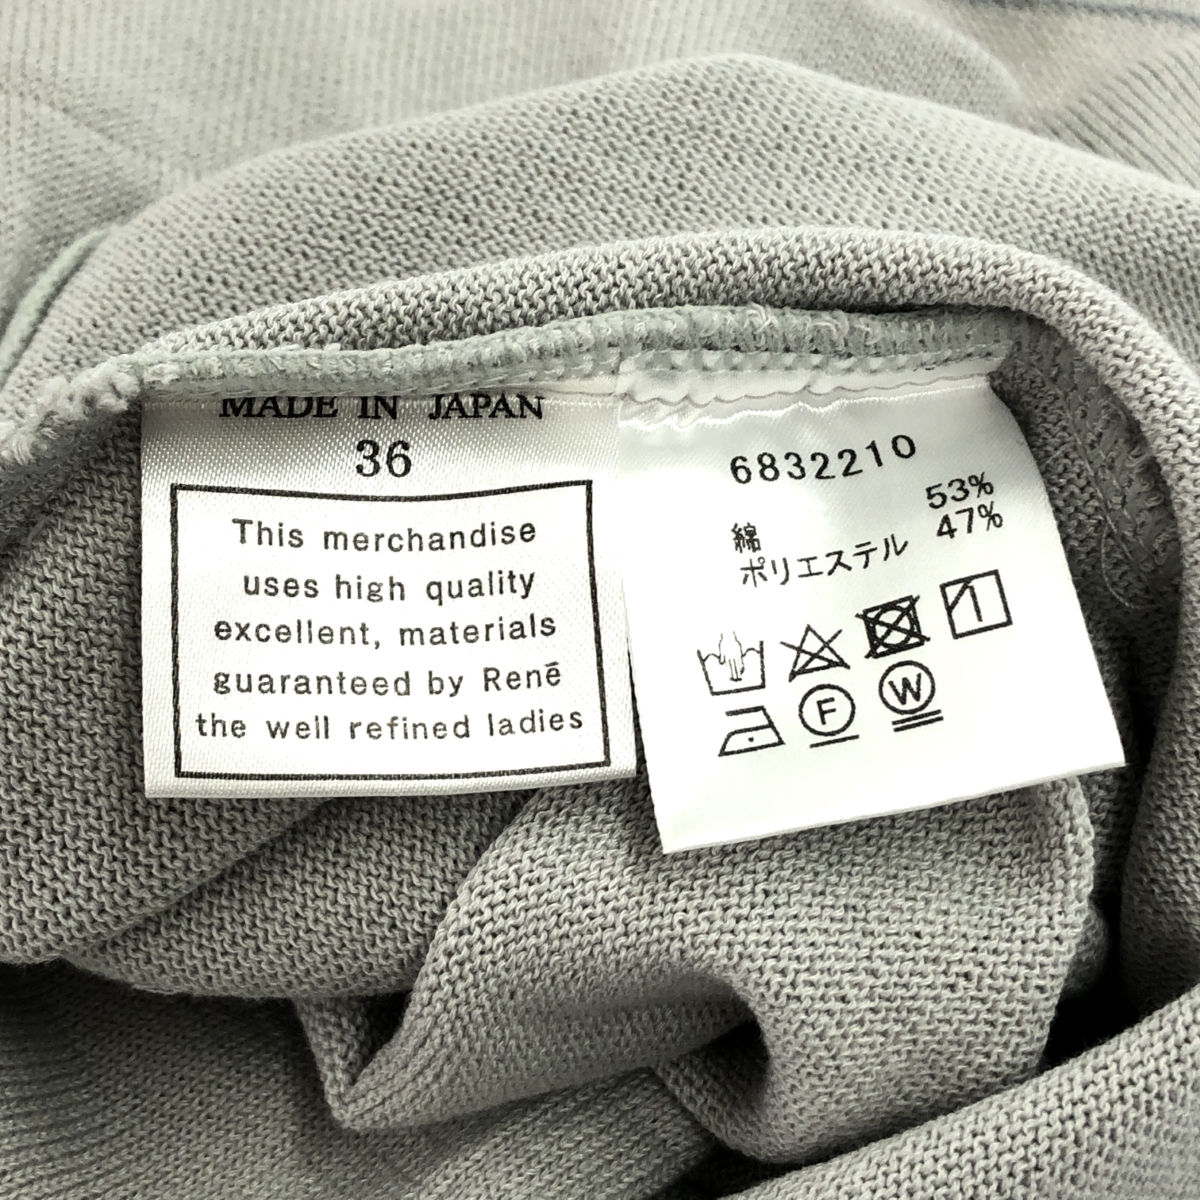 MADE IN JAPAN
36
This merchandise
uses high quality
excellent, materials
guaranteed by Renē
the well refined ladies
6832210
綿 53%
ポリエステル 47%
1
F W